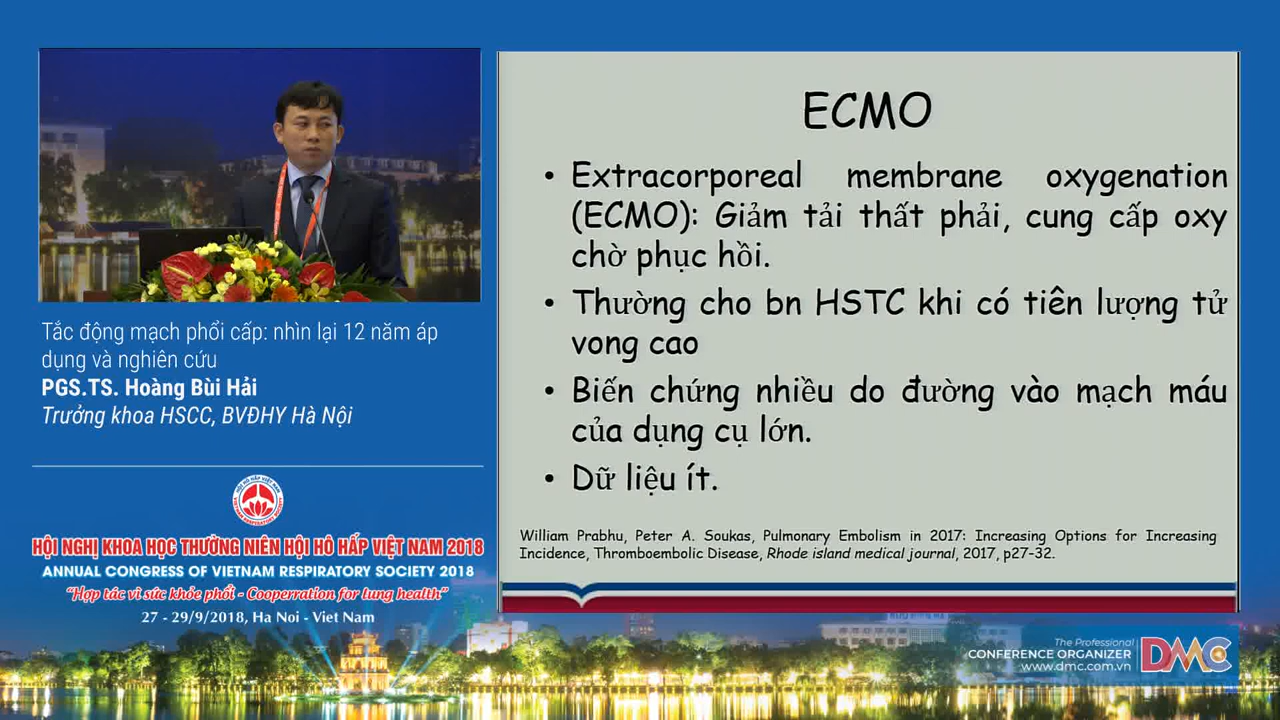 Tắc động mạch phổi cấp: nhìn lại 12 năm áp
dụng và nghiên cứu
PGS.TS. Hoàng Bùi Hải
Trưởng khoa HSCC, BVĐHY Hà Nội
HỘI HÔ HẤP VIỆT NAM
HỘI NGHỊ KHOA HỌC THƯỜNG NIÊN HỘI HÔ HẤP VIỆT NAM 2018
ANNUAL CONGRESS OF VIETNAM RESPIRATORY SOCIETY 2018
"Hợp tác vì sức khỏe phổi - Cooperration for lung health"
27 - 29/9/2018, Ha Noi - Viet Nam
ECMO
• Extracorporeal membrane oxygenation
(ECMO): Giảm tải thất phải, cung cấp oxy
chờ phục hồi.
• Thường cho bn HSTC khi có tiên lượng tử
vong cao
• Biến chứng nhiều do đường vào mạch máu
của dụng cụ lớn.
• Dữ liệu ít.
William Prabhu, Peter A. Soukas, Pulmonary Embolism in 2017: Increasing Options for Increasing
Incidence, Thromboembolic Disease, Rhode island medical journal, 2017, p27-32.
The Professional
CONFERENCE ORGANIZER
www.dmc.com.vn
DMC